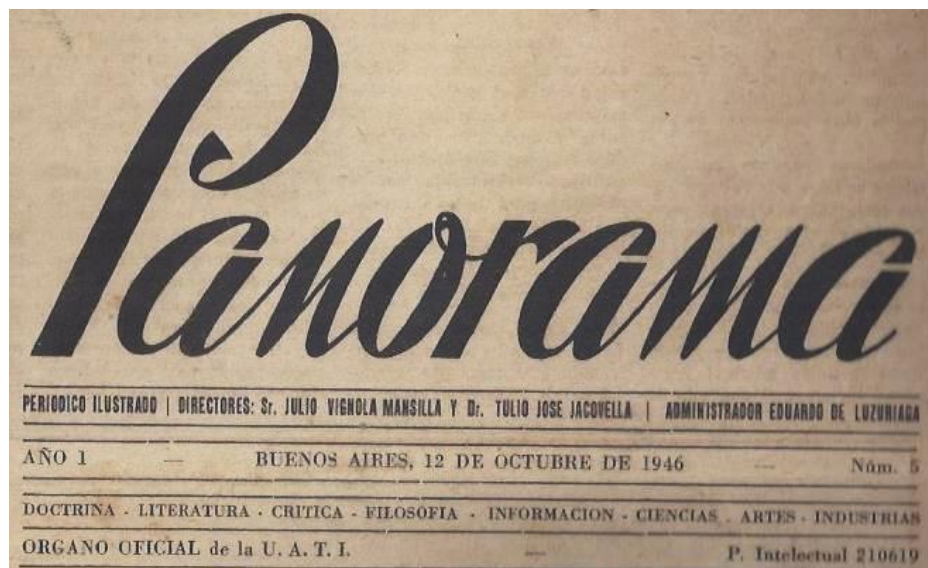 Panorama
PERIODICO ILUSTRADO | DIRECTORES: Sr. JULIO VIGNOLA MANSILLA Y Dr. TULIO JOSE JACOVELLA | ADMINISTRADOR EDUARDO DE LUZURIAGA
AÑO 1 — BUENOS AIRES, 12 DE OCTUBRE DE 1946 — Núm. 5
DOCTRINA - LITERATURA - CRITICA - FILOSOFIA - INFORMACION - CIENCIAS - ARTES - INDUSTRIAS
ORGANO OFICIAL de la U. A. T. I. — P. Intelectual 210619